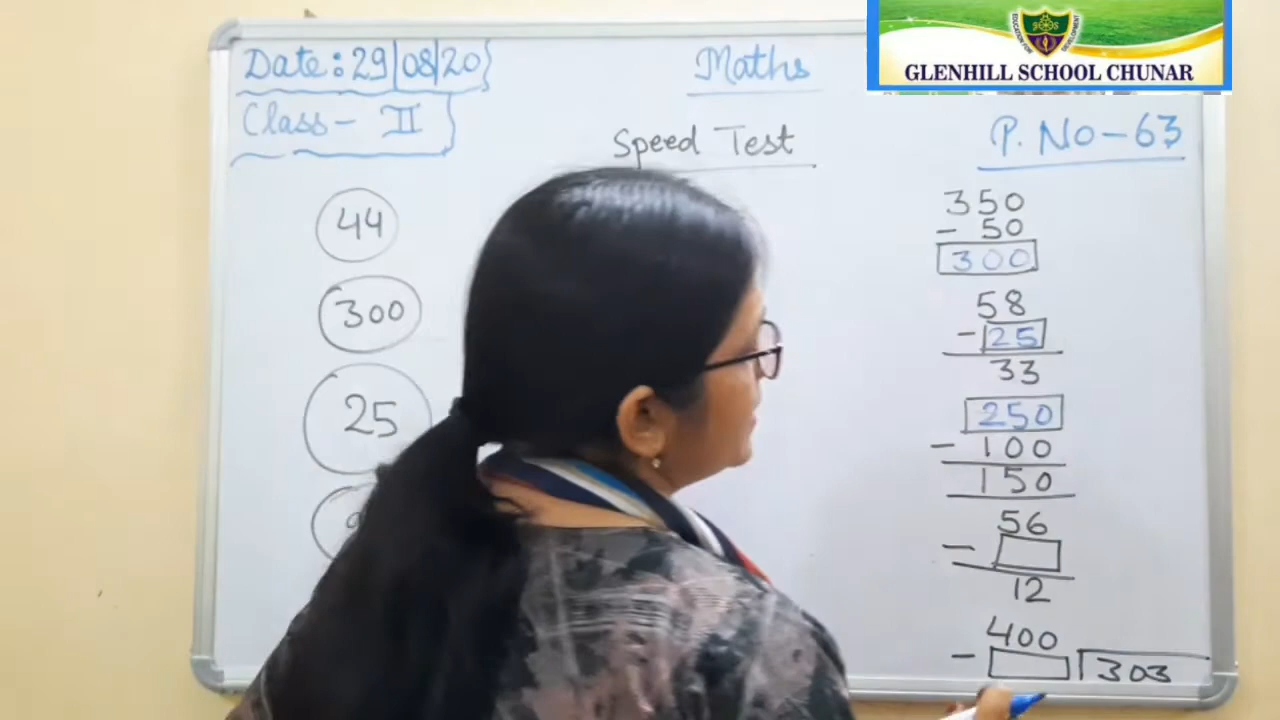 GLENHILL SCHOOL CHUNAR
Date: 29/08/20
Maths
Class- II
Speed Test
P. No-63
44
300
25
350
- 50
300
58
- 25
33
250
- 100
150
56
-
12
400
- 303